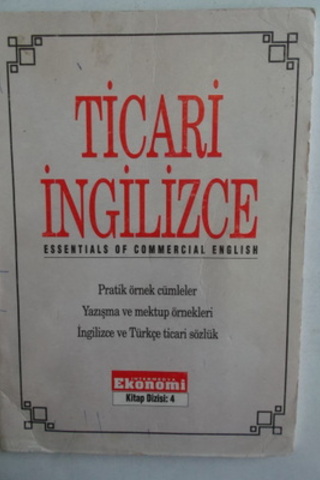 TİCARİ
İNGİLİZCE
ESSENTIALS OF COMMERCIAL ENGLISH
Pratik örnek cümleler
Yazışma ve mektup örnekleri
İngilizce ve Türkçe ticari sözlük
INTERMEDYA
Ekonomi
Kitap Dizisi: 4